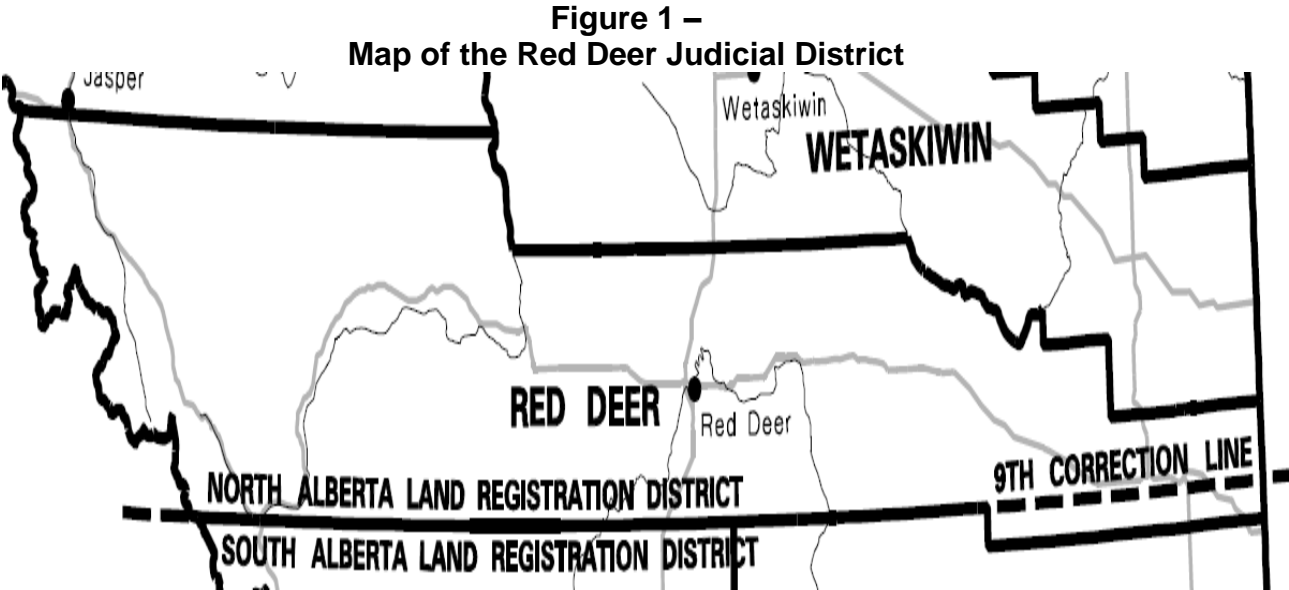 Figure 1 –
Map of the Red Deer Judicial District
Jasper
Wetaskiwin
WETASKIWIN
RED DEER
Red Deer
9TH CORRECTION LINE
NORTH ALBERTA LAND REGISTRATION DISTRICT
SOUTH ALBERTA LAND REGISTRATION DISTRICT